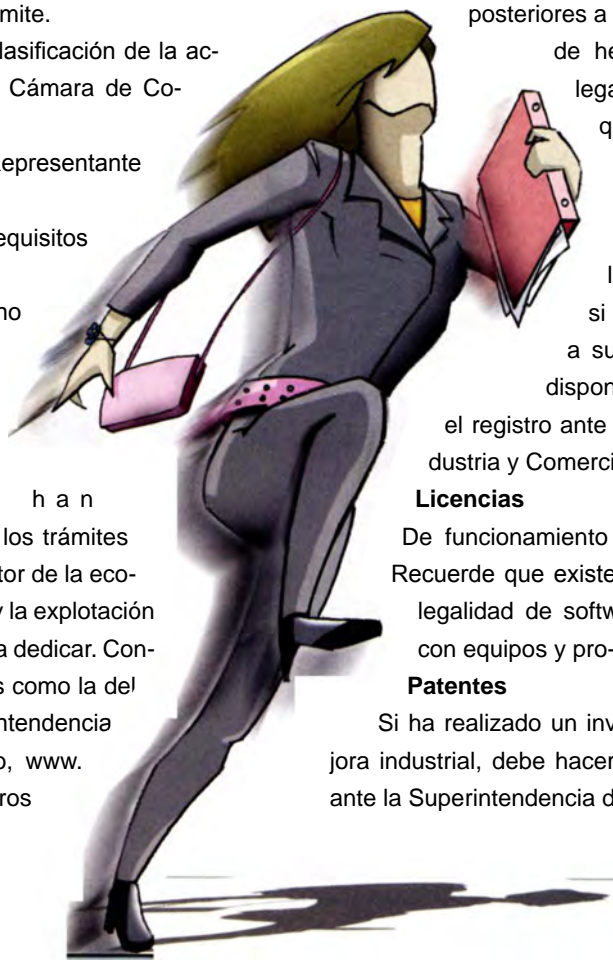 mite.
lasificación de la ac-
Cámara de Co-
epresentante
equisitos
no
han
los trámites
tor de la eco-
y la explotación
a dedicar. Con-
s como la del
ntendencia
o, www.
ros
posteriores a
de he
lega
q
l
si
a su
dispon
el registro ante
dustria y Comerci
Licencias
De funcionamiento
Recuerde que existe
legalidad de softw
con equipos y pro-
Patentes
Si ha realizado un inv
jora industrial, debe hacer
ante la Superintendencia d